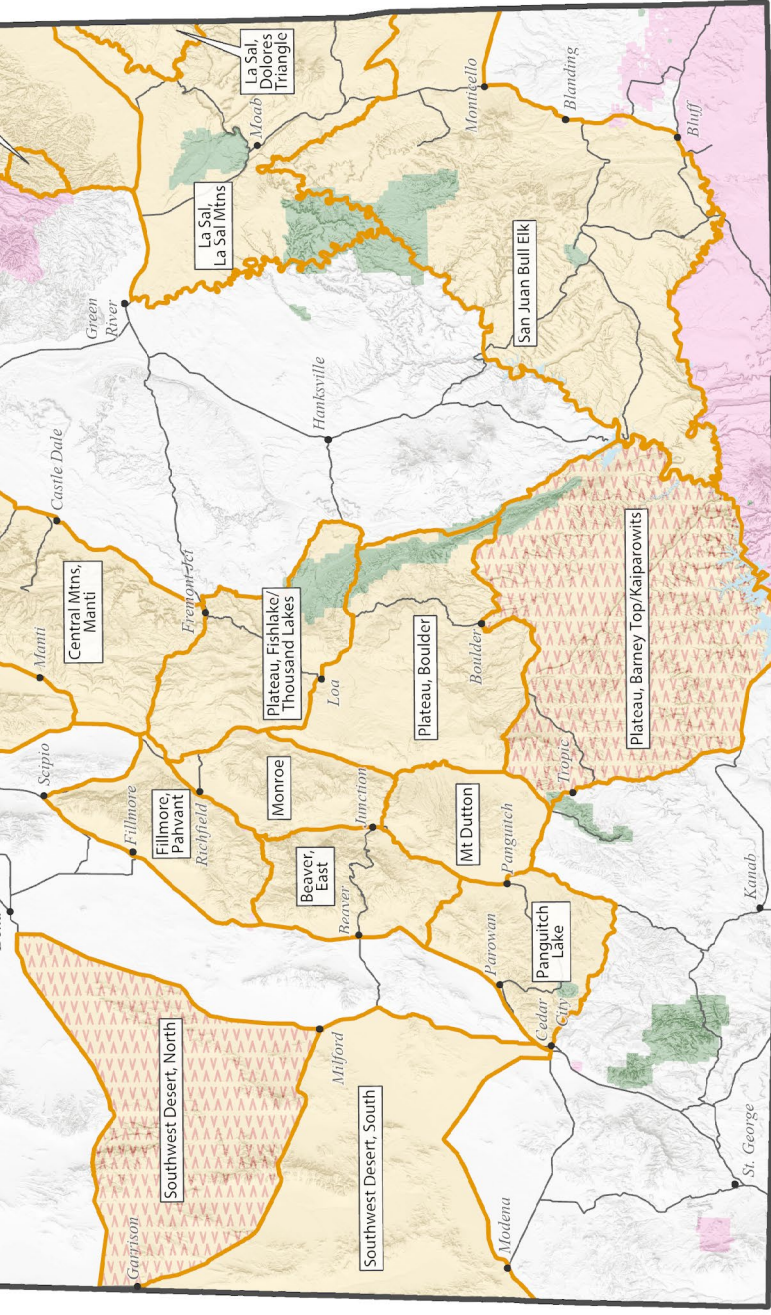 Scipio
Manti
Castle Dale
Central Mtns,
Manti
Green
River
Garrison
Fillmore
Southwest Desert, North
Fillmore,
Pahvant
Richfield
Fremont Jct
La Sal,
La Sal Mtns
Moab
La Sal,
Dolores
Triangle
Monroe
Plateau, Fishlake/
Thousand Lakes
Loa
Hanksville
Milford
Beaver,
East
Beaver
Junction
Southwest Desert, South
Plateau, Boulder
Boulder
Mt Dutton
Monticello
Modena
Parowan
Panguitch
San Juan Bull Elk
Cedar
City
Panguitch
Lake
Tropic
Blanding
Plateau, Barney Top/Kaiparowits
Bluff
St. George
Kanab